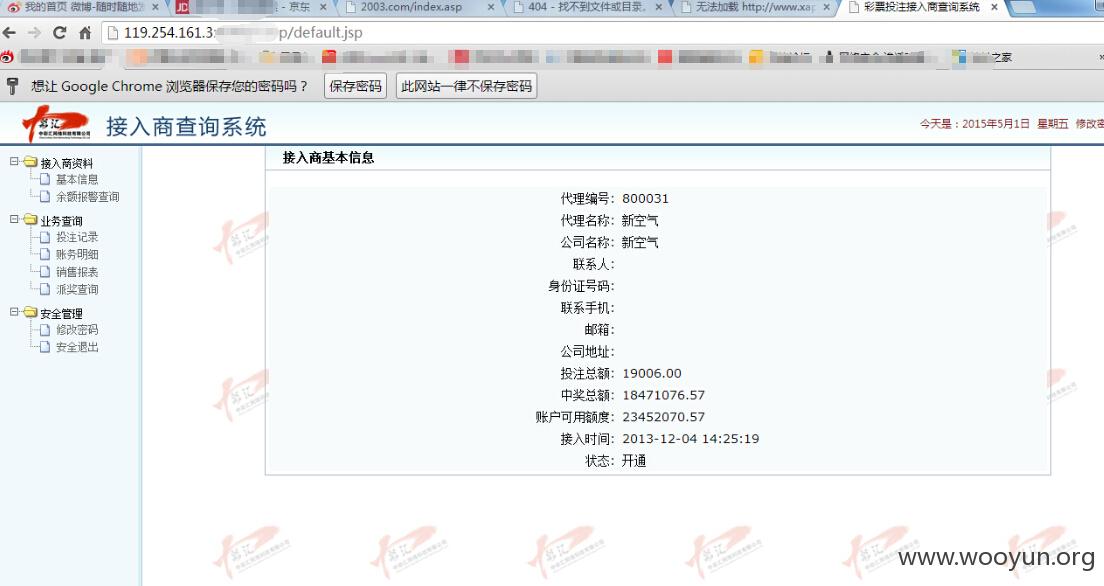 我的首页 微博-随时随地
JD
- 京东
2003.com/index.asp
404 - 找不到文件或目录。
无法加载 http://www.xap
彩票投注接入商查询系统
119.254.161.3
p/default.jsp
之家
想让 Google Chrome 浏览器保存您的密码吗？
保存密码
此网站一律不保存密码
接入商查询系统
今天是：2015年5月1日 星期五 修改密
接入商资料
基本信息
余额报警查询
业务查询
投注记录
账务明细
销售报表
派奖查询
安全管理
修改密码
安全退出
接入商基本信息
代理编号：800031
代理名称：新空气
公司名称：新空气
联系人：
身份证号码：
联系手机：
邮箱：
公司地址：
投注总额：19006.00
中奖总额：18471076.57
账户可用额度：23452070.57
接入时间：2013-12-04 14:25:19
状态：开通
www.wooyun.org